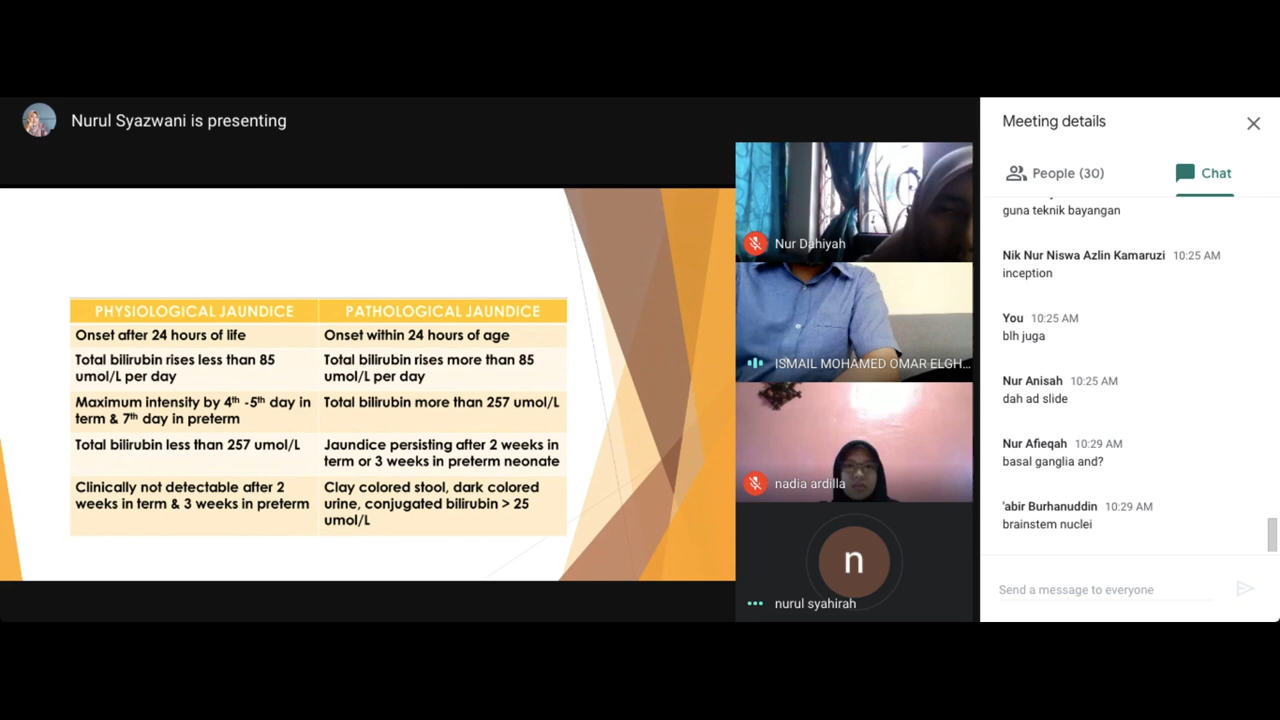 Nurul Syazwani is presenting
PHYSIOLOGICAL JAUNDICE
PATHOLOGICAL JAUNDICE
Onset after 24 hours of life
Onset within 24 hours of age
Total bilirubin rises less than 85
umol/L per day
Total bilirubin rises more than 85
umol/L per day
Maximum intensity by 4th -5th day in
term & 7th day in preterm
Total bilirubin more than 257 umol/L
Total bilirubin less than 257 umol/L
Jaundice persisting after 2 weeks in
term or 3 weeks in preterm neonate
Clinically not detectable after 2
weeks in term & 3 weeks in preterm
Clay colored stool, dark colored
urine, conjugated bilirubin > 25
umol/L
Nur Dahiyah
ISMAIL MOHAMED OMAR ELGH...
nadia ardilla
n
nurul syahirah
Meeting details
People (30)
Chat
guna teknik bayangan
Nik Nur Niswa Azlin Kamaruzi 10:25 AM
inception
You 10:25 AM
blh juga
Nur Anisah 10:25 AM
dah ad slide
Nur Afieqah 10:29 AM
basal ganglia and?
'abir Burhanuddin 10:29 AM
brainstem nuclei
Send a message to everyone